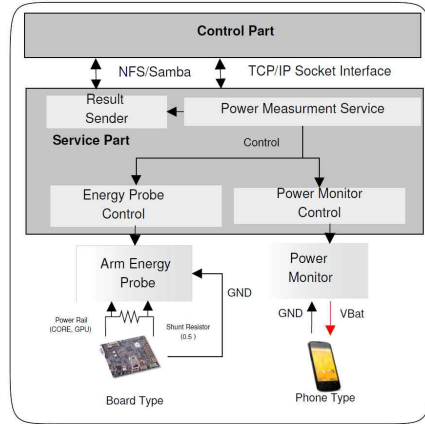 Control Part
NFS/Samba
TCP/IP Socket Interface
Result
Sender
Power Measurment Service
Service Part
Control
Energy Probe
Control
Power Monitor
Control
Arm Energy
Probe
Power
Monitor
GND
Power Rail
(CORE, GPU)
Shunt Resistor
(0.5 )
GND
VBat
Board Type
Phone Type